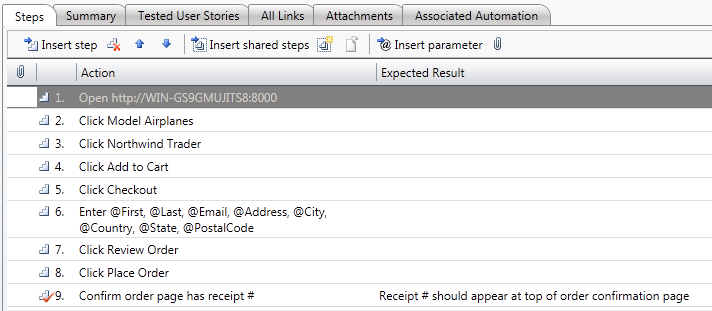 Steps Summary Tested User Stories All Links Attachments Associated Automation
Insert step Insert shared steps Insert parameter
Action Expected Result
1. Open http://WIN-GS9GMUJITS8:8000
2. Click Model Airplanes
3. Click Northwind Trader
4. Click Add to Cart
5. Click Checkout
6. Enter @First, @Last, @Email, @Address, @City,
@Country, @State, @PostalCode
7. Click Review Order
8. Click Place Order
9. Confirm order page has receipt # Receipt # should appear at top of order confirmation page